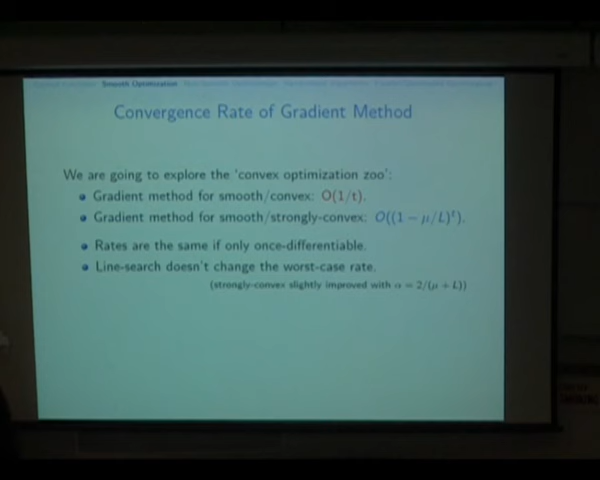 Smooth Optimization
Convergence Rate of Gradient Method
We are going to explore the 'convex optimization zoo':
Gradient method for smooth/convex: O(1/t).
Gradient method for smooth/strongly-convex: O((1 − μ/L)^t).
Rates are the same if only once-differentiable.
Line-search doesn't change the worst-case rate.
(strongly-convex slightly improved with α = 2/(μ + L))